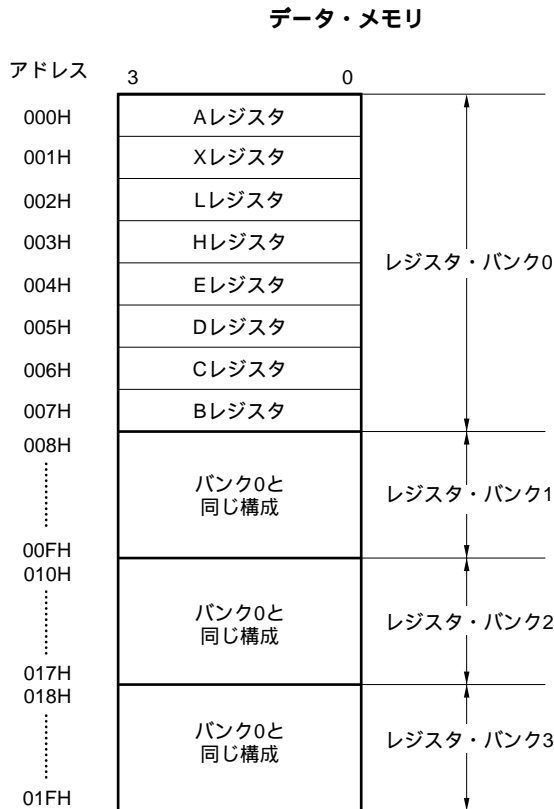 データ・メモリ
アドレス
3 0
000H Aレジスタ
001H Xレジスタ
002H Lレジスタ
003H Hレジスタ
レジスタ・バンク0
004H Eレジスタ
005H Dレジスタ
006H Cレジスタ
007H Bレジスタ
008H
バンク0と
同じ構成
レジスタ・バンク1
00FH
010H
バンク0と
同じ構成
レジスタ・バンク2
017H
018H
バンク0と
同じ構成
レジスタ・バンク3
01FH